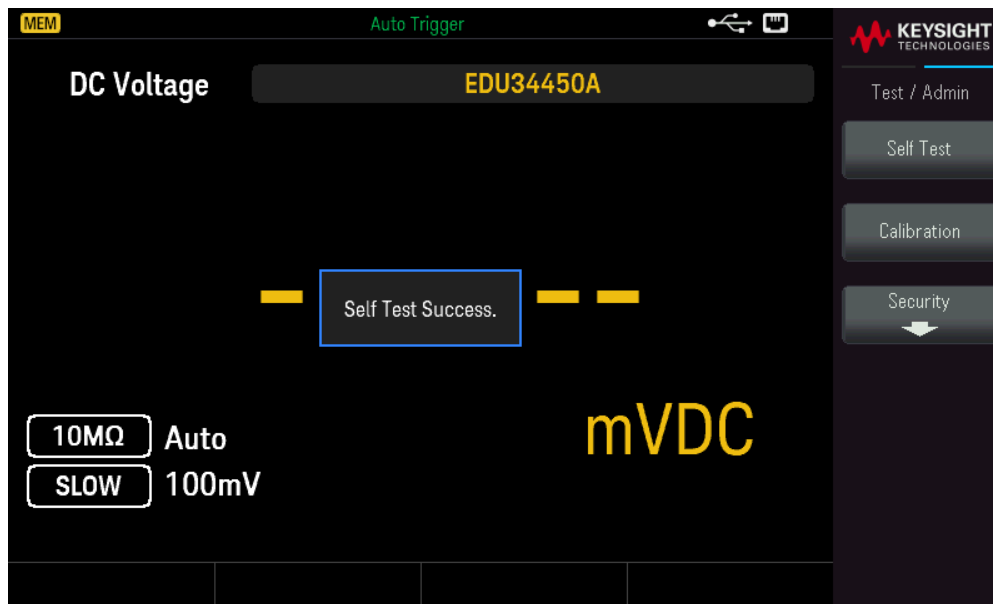 MEM
Auto Trigger
KEYSIGHT
TECHNOLOGIES
DC Voltage
EDU34450A
Test / Admin
Self Test
Calibration
Security
Self Test Success.
mVDC
10MΩ
Auto
SLOW
100mV